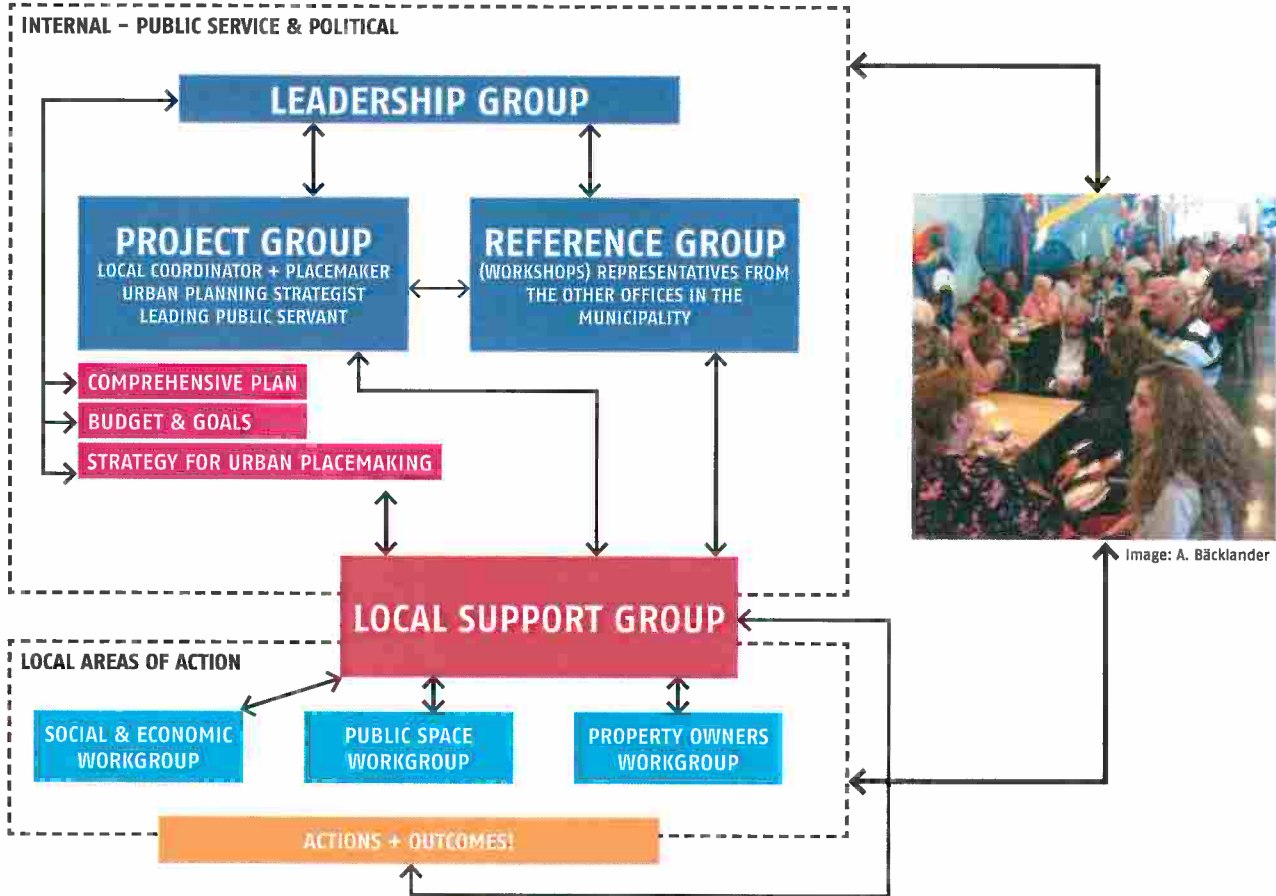 INTERNAL – PUBLIC SERVICE & POLITICAL
LEADERSHIP GROUP
PROJECT GROUP
LOCAL COORDINATOR + PLACEMAKER
URBAN PLANNING STRATEGIST
LEADING PUBLIC SERVANT
REFERENCE GROUP
(WORKSHOPS) REPRESENTATIVES FROM
THE OTHER OFFICES IN THE
MUNICIPALITY
COMPREHENSIVE PLAN
BUDGET & GOALS
STRATEGY FOR URBAN PLACEMAKING
Image: A. Bäcklander
LOCAL SUPPORT GROUP
LOCAL AREAS OF ACTION
SOCIAL & ECONOMIC
WORKGROUP
PUBLIC SPACE
WORKGROUP
PROPERTY OWNERS
WORKGROUP
ACTIONS + OUTCOMES!